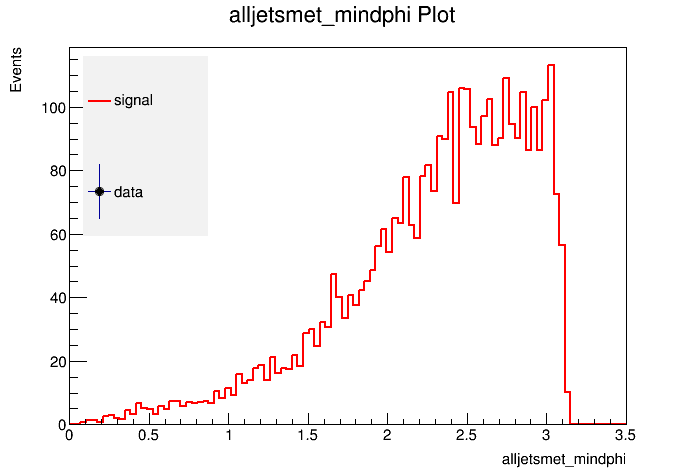 alljetsmet_mindphi Plot
Events
signal
data
100
80
60
40
20
0
0 0.5 1 1.5 2 2.5 3 3.5
alljetsmet_mindphi